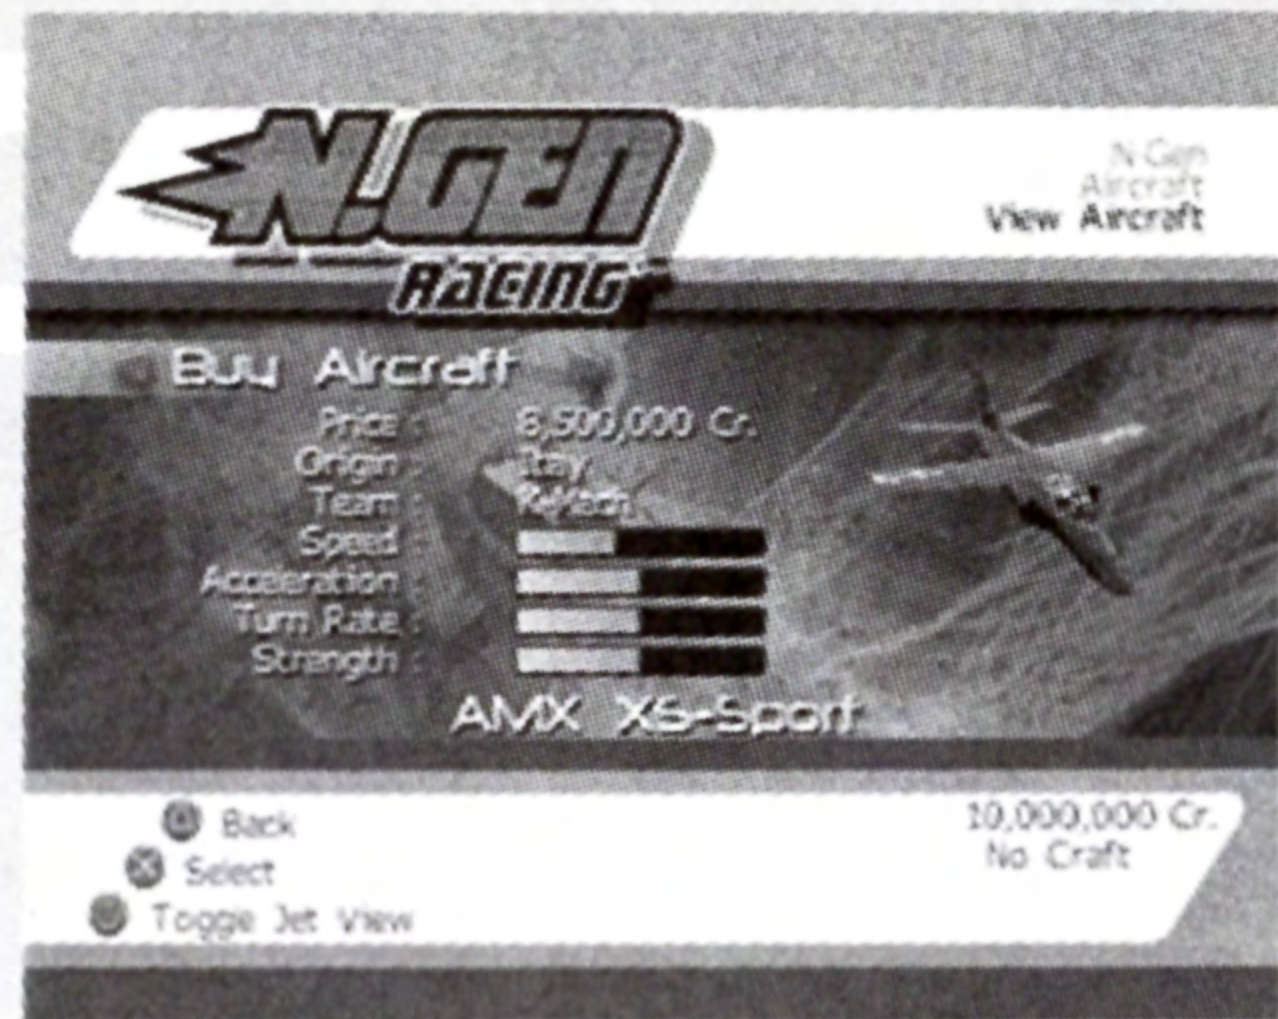 N-GEN
RACING
N-Gen
Aircraft
View Aircraft
Buy Aircraft
Price : 8,500,000 Cr.
Origin : Italy
Team :
Speed :
Acceleration :
Turn Rate :
Strength :
AMX XS-Sport
Back
Select
Toggle Jet View
10,000,000 Cr.
No Craft